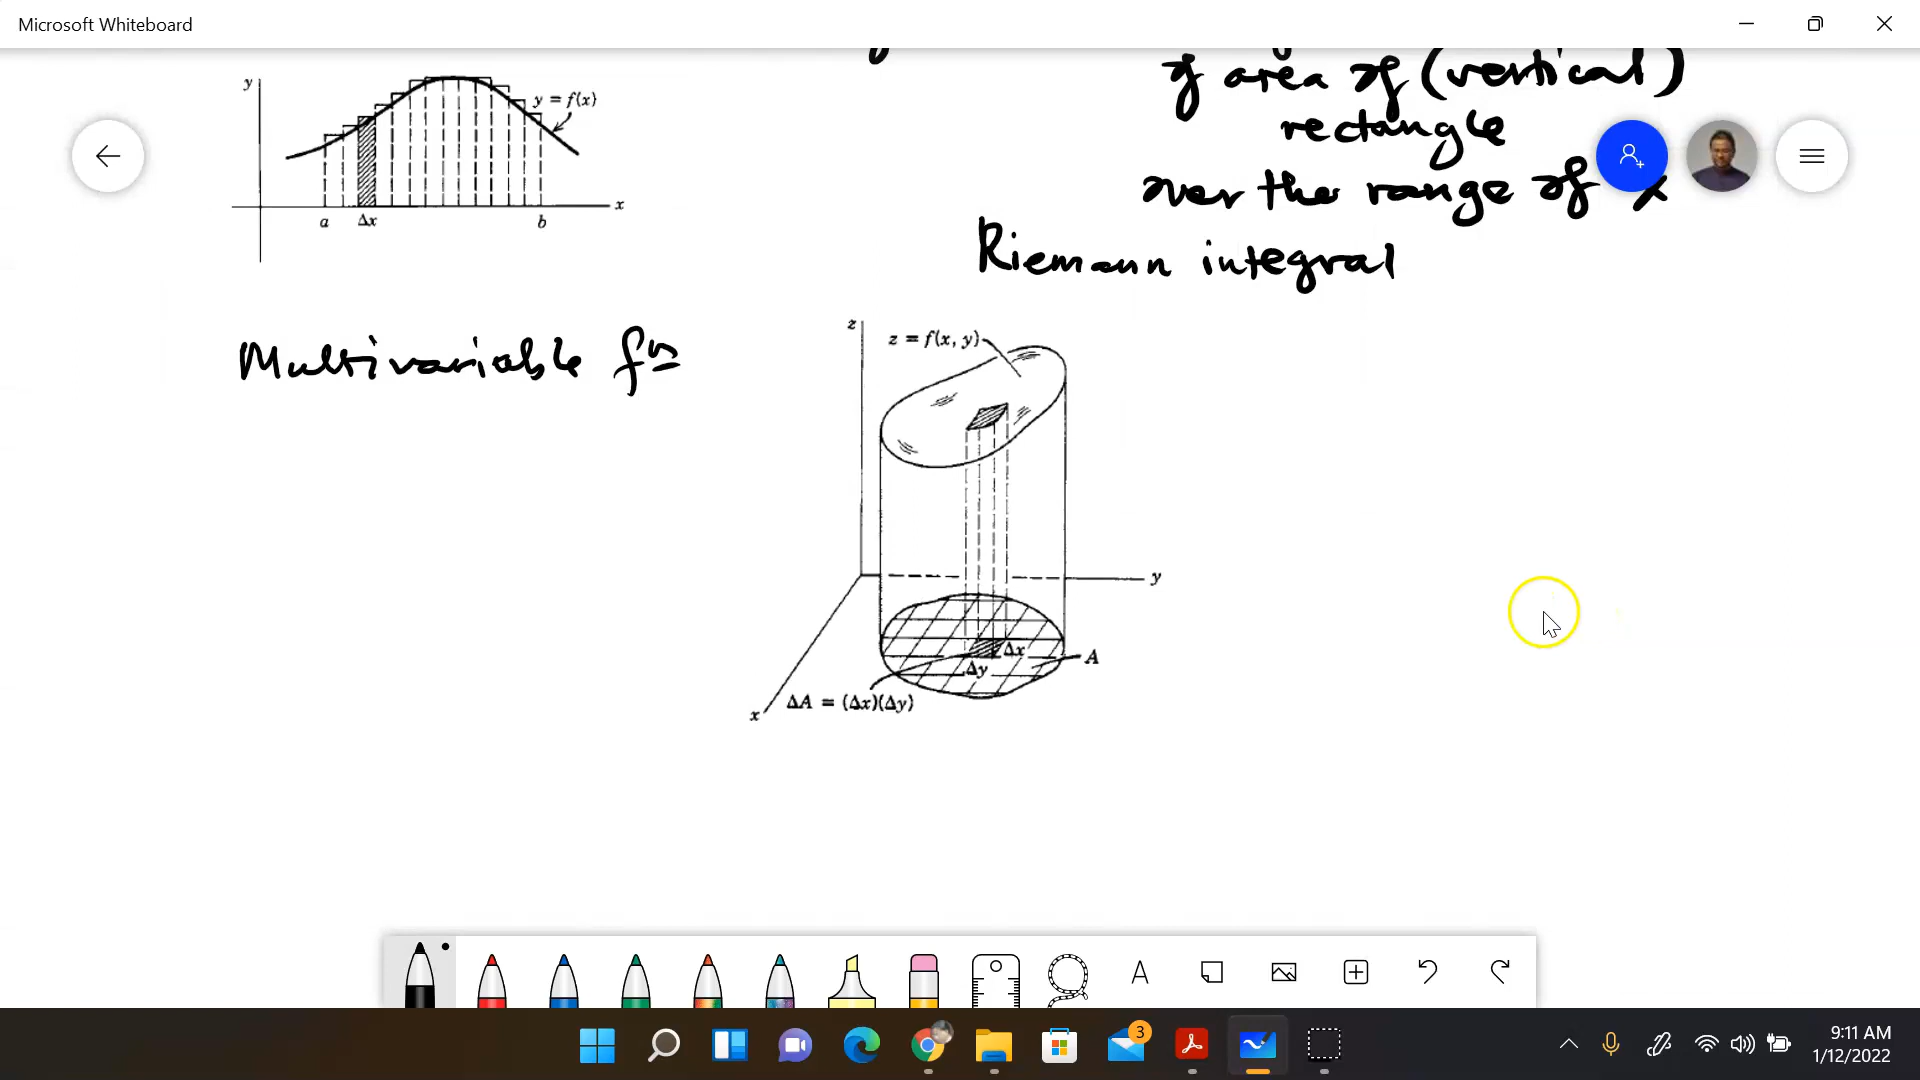 Microsoft Whiteboard
of area of (vertical)
rectangle
over the range of x
Riemann integral
y
y = f(x)
a
Δx
b
x
Multivariable fn
z
z = f(x, y)
y
Δx
Δy
A
ΔA = (Δx)(Δy)
x
A
3
9:11 AM
1/12/2022